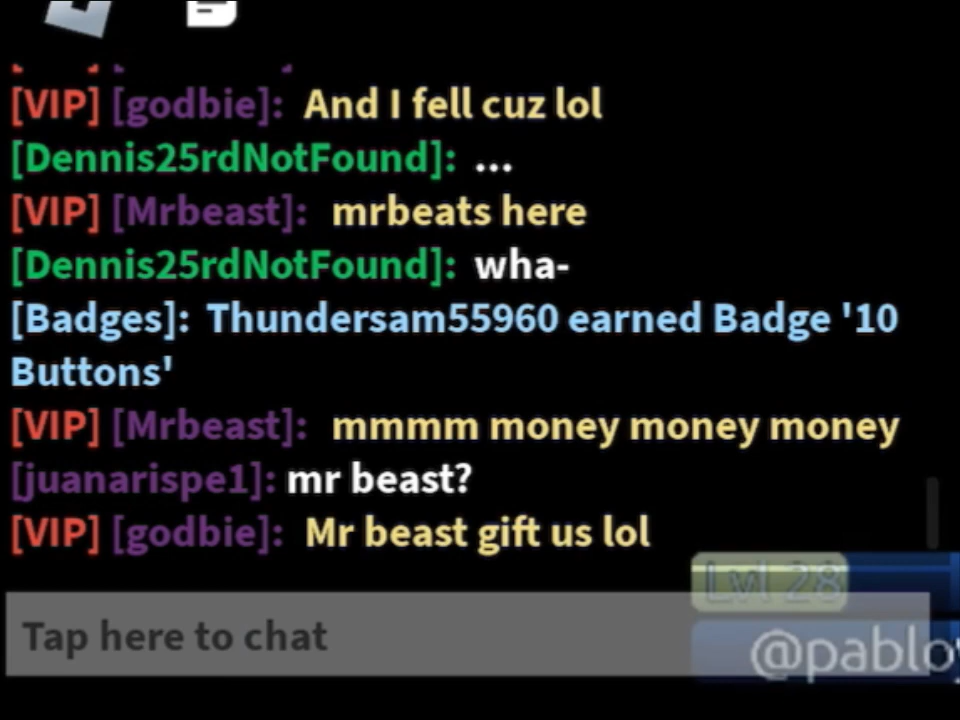 [VIP] [godbie]: And I fell cuz lol
[Dennis25rdNotFound]: ...
[VIP] [Mrbeast]: mrbeats here
[Dennis25rdNotFound]: wha-
[Badges]: Thundersam55960 earned Badge '10
Buttons'
[VIP] [Mrbeast]: mmmm money money money
[juanarispe1]: mr beast?
[VIP] [godbie]: Mr beast gift us lol
Lvl 28
Tap here to chat
@pablo